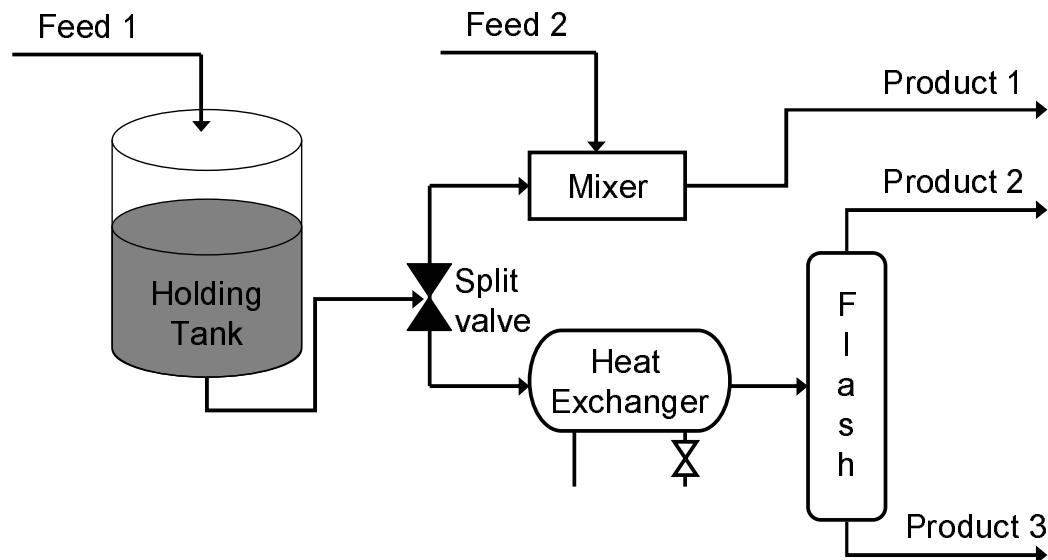 Feed 1
Feed 2
Product 1
Mixer
Product 2
Holding
Tank
Split
valve
Heat
Exchanger
F
l
a
s
h
Product 3